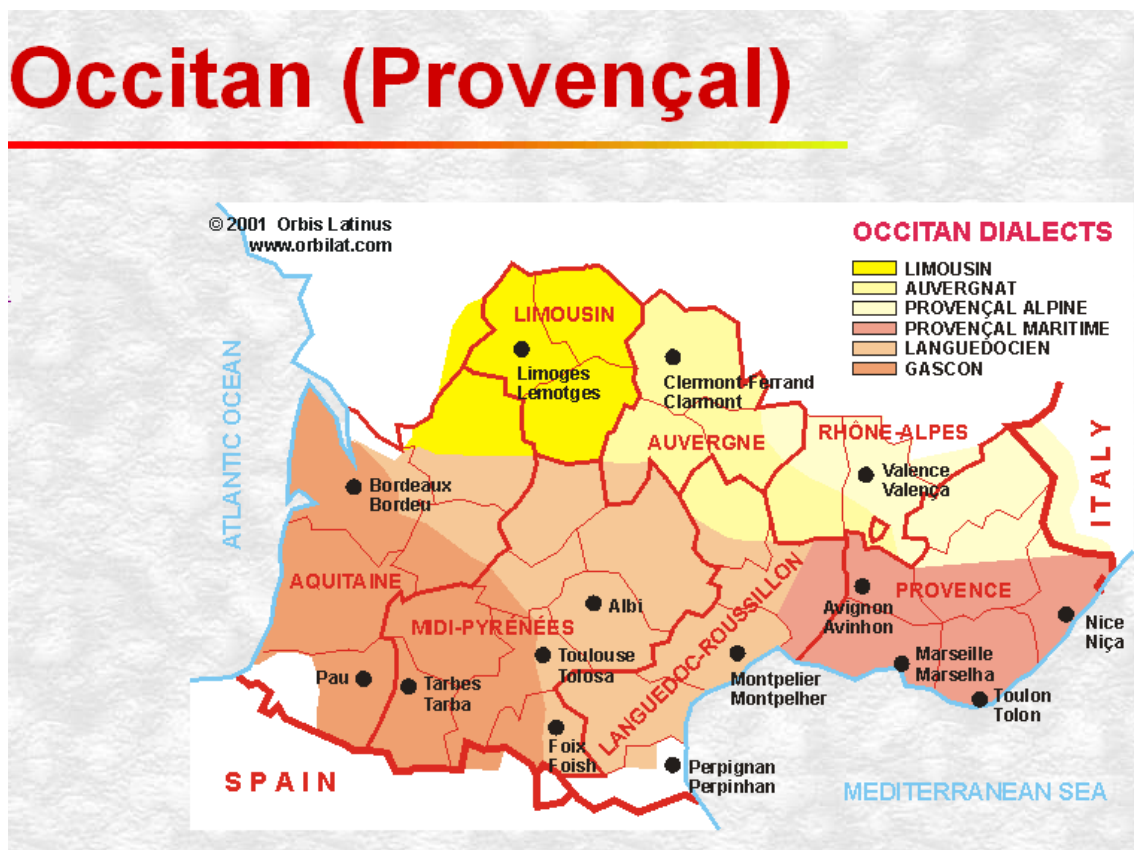 Occitan (Provençal)
© 2001 Orbis Latinus
www.orbilat.com
OCCITAN DIALECTS
LIMOUSIN
AUVERGNAT
PROVENÇAL ALPINE
PROVENÇAL MARITIME
LANGUEDOCIEN
GASCON
ATLANTIC OCEAN
LIMOUSIN
Limoges
Lemotges
Clermont-Ferrand
Clarmont
AUVERGNE
RHÔNE-ALPES
Valence
Valença
ITALY
Bordeaux
Bordeu
AQUITAINE
MIDI-PYRÉNÉES
Albi
LANGUEDOC-ROUSSILLON
PROVENCE
Avignon
Avinhon
Nice
Niça
Pau
Tarbes
Tarba
Toulouse
Tolosa
Montpelier
Montpelher
Marseille
Marselha
Toulon
Tolon
Foix
Foish
Perpignan
Perpinhan
SPAIN
MEDITERRANEAN SEA